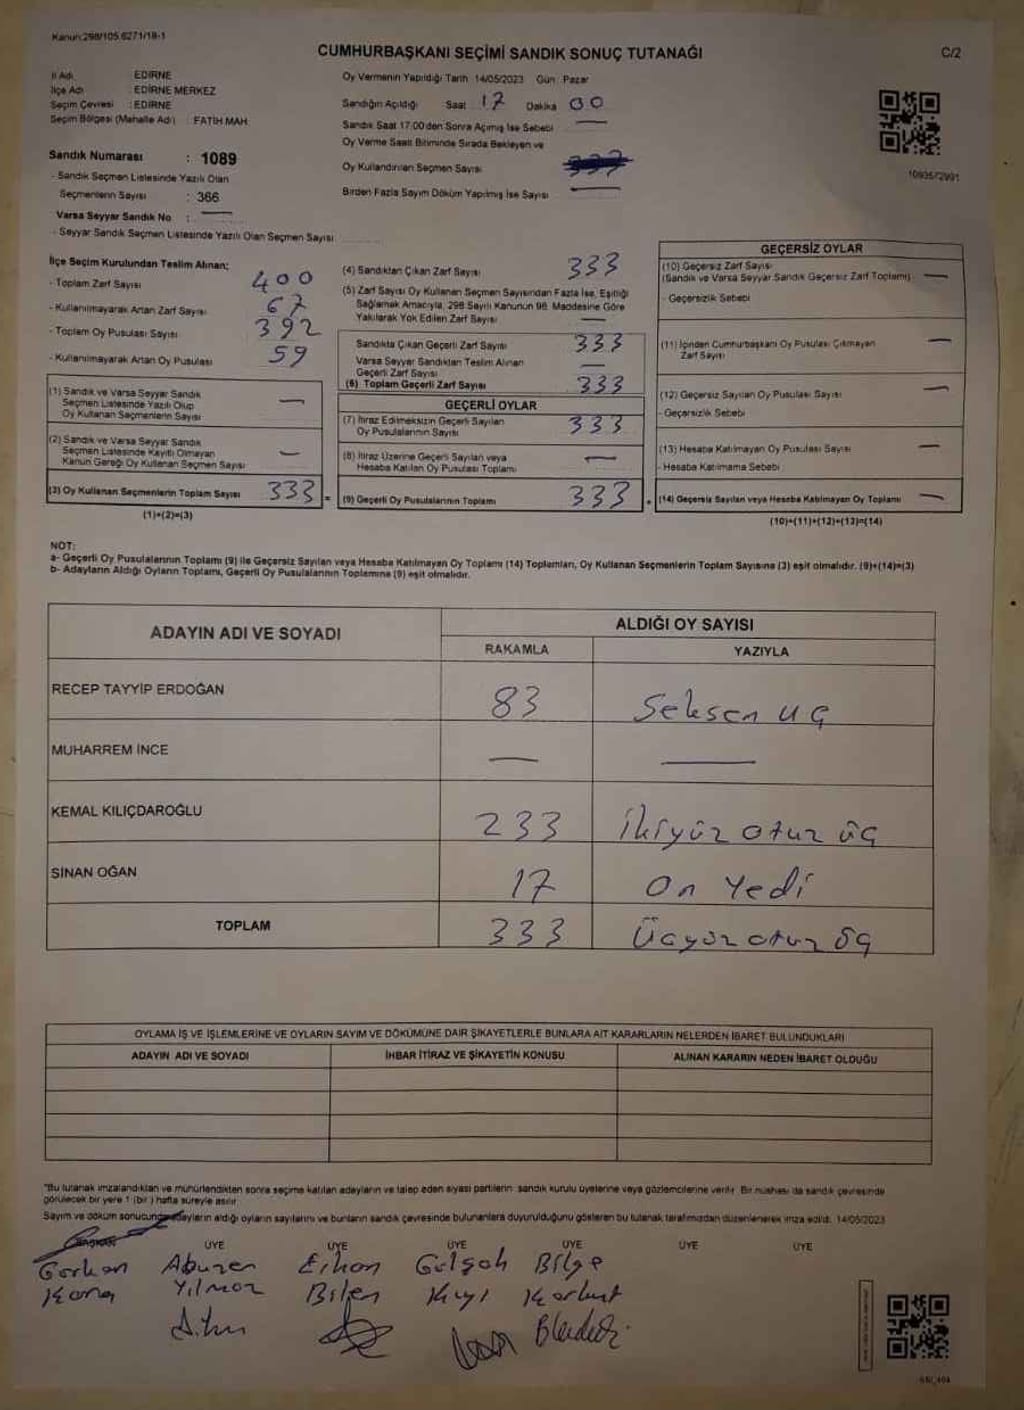 Kanun:298/105.6271/18-1
CUMHURBAŞKANI SEÇİMİ SANDIK SONUÇ TUTANAĞI
C/2
İl Adı : EDİRNE
İlçe Adı : EDİRNE MERKEZ
Seçim Çevresi : EDİRNE
Seçim Bölgesi (Mahalle Adı) : FATİH MAH.
Oy Vermenin Yapıldığı Tarih 14/05/2023 Gün : Pazar
Sandığın Açıldığı Saat : 17 Dakika 00
Sandık Saat 17:00'den Sonra Açılmış İse Sebebi —
Oy Verme Saati Bitiminde Sırada Bekleyen ve
Oy Kullandırılan Seçmen Sayısı
Birden Fazla Sayım Döküm Yapılmış İse Sayısı —
1093572991
Sandık Numarası : 1089
- Sandık Seçmen Listesinde Yazılı Olan
Seçmenlerin Sayısı : 366
Varsa Seyyar Sandık No : —
- Seyyar Sandık Seçmen Listesinde Yazılı Olan Seçmen Sayısı
İlçe Seçim Kurulundan Teslim Alınan;
- Toplam Zarf Sayısı 400
- Kullanılmayarak Artan Zarf Sayısı 67
- Toplam Oy Pusulası Sayısı 392
- Kullanılmayarak Artan Oy Pusulası 59
(1) Sandık ve Varsa Seyyar Sandık
Seçmen Listesinde Yazılı Olup
Oy Kullanan Seçmenlerin Sayısı —
(2) Sandık ve Varsa Seyyar Sandık
Seçmen Listesinde Kayıtlı Olmayan
Kanun Gereği Oy Kullanan Seçmen Sayısı —
(3) Oy Kullanan Seçmenlerin Toplam Sayısı 333 =
(1)+(2)=(3)
(4) Sandıktan Çıkan Zarf Sayısı 333
(5) Zarf Sayısı Oy Kullanan Seçmen Sayısından Fazla İse, Eşitliği
Sağlamak Amacıyla, 298 Sayılı Kanunun 98. Maddesine Göre
Yakılarak Yok Edilen Zarf Sayısı —
Sandıkta Çıkan Geçerli Zarf Sayısı 333
Varsa Seyyar Sandıktan Teslim Alınan
Geçerli Zarf Sayısı —
(6) Toplam Geçerli Zarf Sayısı 333
GEÇERLİ OYLAR
(7) İtiraz Edilmeksizin Geçerli Sayılan
Oy Pusulalarının Sayısı 333
(8) İtiraz Üzerine Geçerli Sayılan veya
Hesaba Katılan Oy Pusulası Toplamı —
(9) Geçerli Oy Pusulalarının Toplamı 333 +
GEÇERSİZ OYLAR
(10) Geçersiz Zarf Sayısı
(Sandık ve Varsa Seyyar Sandık Geçersiz Zarf Toplamı) —
- Geçersizlik Sebebi
(11) İçinden Cumhurbaşkanı Oy Pusulası Çıkmayan
Zarf Sayısı —
(12) Geçersiz Sayılan Oy Pusulası Sayısı —
- Geçersizlik Sebebi
(13) Hesaba Katılmayan Oy Pusulası Sayısı —
- Hesaba Katılmama Sebebi
(14) Geçersiz Sayılan veya Hesaba Katılmayan Oy Toplamı —
(10)+(11)+(12)+(13)=(14)
NOT:
a- Geçerli Oy Pusulalarının Toplamı (9) ile Geçersiz Sayılan veya Hesaba Katılmayan Oy Toplamı (14) Toplamları, Oy Kullanan Seçmenlerin Toplam Sayısına (3) eşit olmalıdır. (9)+(14)=(3)
b- Adayların Aldığı Oyların Toplamı, Geçerli Oy Pusulalarının Toplamına (9) eşit olmalıdır.
ADAYIN ADI VE SOYADI
ALDIĞI OY SAYISI
RAKAMLA YAZIYLA
RECEP TAYYİP ERDOĞAN 83 Seksen üç
MUHARREM İNCE — —
KEMAL KILIÇDAROĞLU 233 İkiyüz otuz üç
SİNAN OĞAN 17 On Yedi
TOPLAM 333 Üçyüz otuz üç
OYLAMA İŞ VE İŞLEMLERİNE VE OYLARIN SAYIM VE DÖKÜMÜNE DAİR ŞİKAYETLERLE BUNLARA AİT KARARLARIN NELERDEN İBARET BULUNDUKLARI
ADAYIN ADI VE SOYADI İHBAR İTİRAZ VE ŞİKAYETİN KONUSU ALINAN KARARIN NEDEN İBARET OLDUĞU
*Bu tutanak imzalandıktan ve mühürlendikten sonra seçime katılan adayların ve talep eden siyasi partilerin sandık kurulu üyelerine veya gözlemcilerine verilir. Bir nüshası da sandık çevresinde
görülecek bir yere 1 (bir) hafta süreyle asılır.
Sayım ve döküm sonucunda adayların aldığı oyların sayılarını ve bunların sandık çevresinde bulunanlara duyurulduğunu gösteren bu tutanak tarafımızdan düzenlenerek imza edildi. 14/05/2023
ÜYE ÜYE ÜYE ÜYE ÜYE ÜYE
Gorkan Abuzer Erhan Gülşah Bilge
Kara Yılmaz Bilen Kıyı Korkut